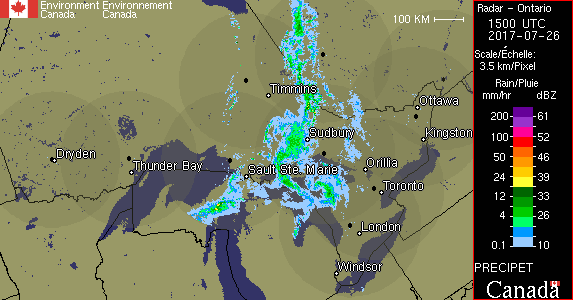 Environment Environnement
Canada Canada
100 KM
Timmins
Ottawa
Sudbury
Kingston
Dryden
Thunder Bay
Sault Ste. Marie
Orillia
Toronto
London
Windsor
Radar - Ontario
1500 UTC
2017-07-26
Scale/Échelle:
3.5 km/Pixel
Rain/Pluie
mm/hr dBZ
200 61
100 52
50 46
24 39
12 33
4 26
0.1 10
PRECIPET
Canada